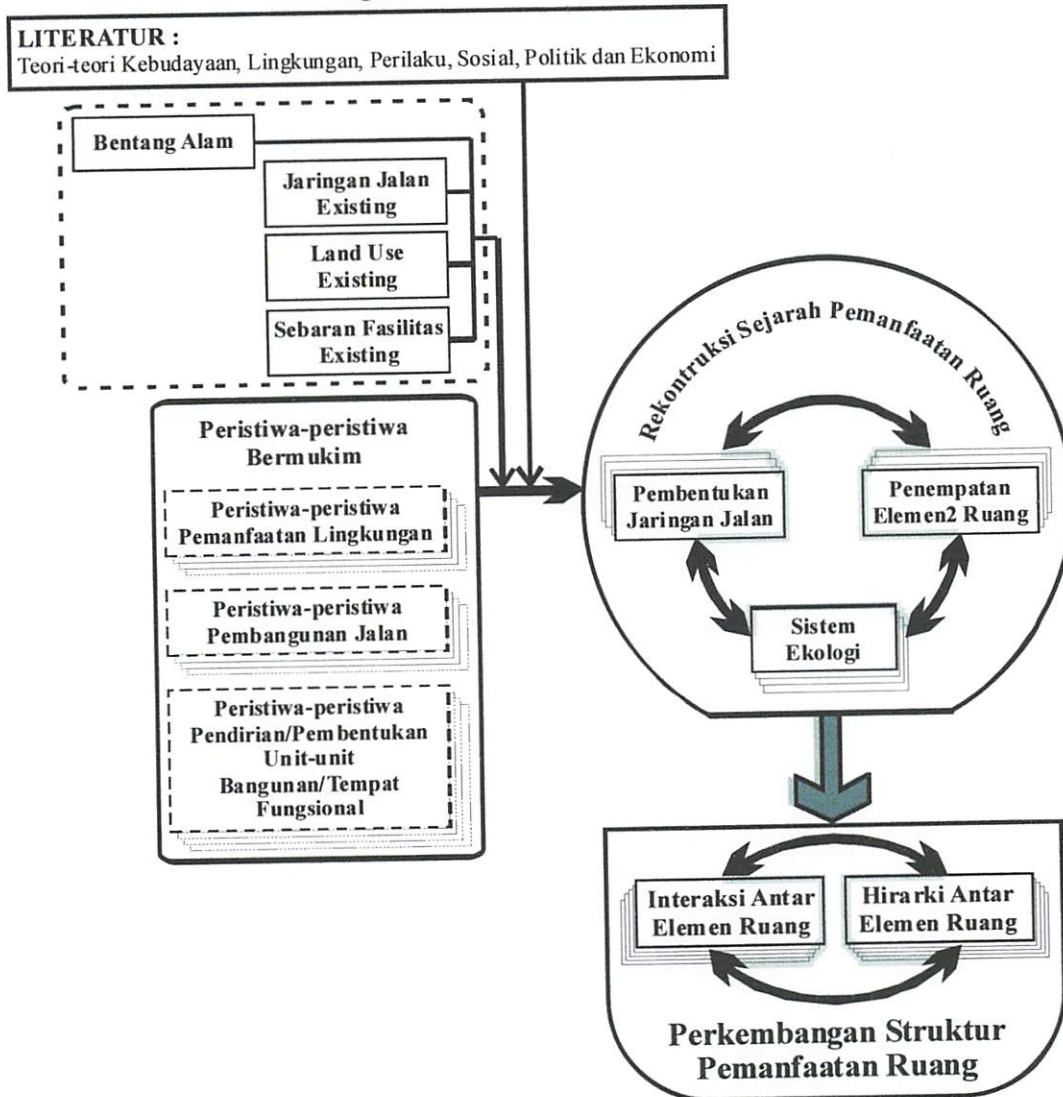 LITERATUR :
Teori-teori Kebudayaan, Lingkungan, Perilaku, Sosial, Politik dan Ekonomi
Bentang Alam
Jaringan Jalan
Existing
Land Use
Existing
Sebaran Fasilitas
Existing
Peristiwa-peristiwa
Bermukim
Peristiwa-peristiwa
Pemanfaatan Lingkungan
Peristiwa-peristiwa
Pembangunan Jalan
Peristiwa-peristiwa
Pendirian/Pembentukan
Unit-unit
Bangunan/Tempat
Fungsional
Rekontruksi Sejarah Pemanfaatan Ruang
Pembentukan
Jaringan Jalan
Penempatan
Elemen2 Ruang
Sistem
Ekologi
Interaksi Antar
Elemen Ruang
Hirarki Antar
Elemen Ruang
Perkembangan Struktur
Pemanfaatan Ruang